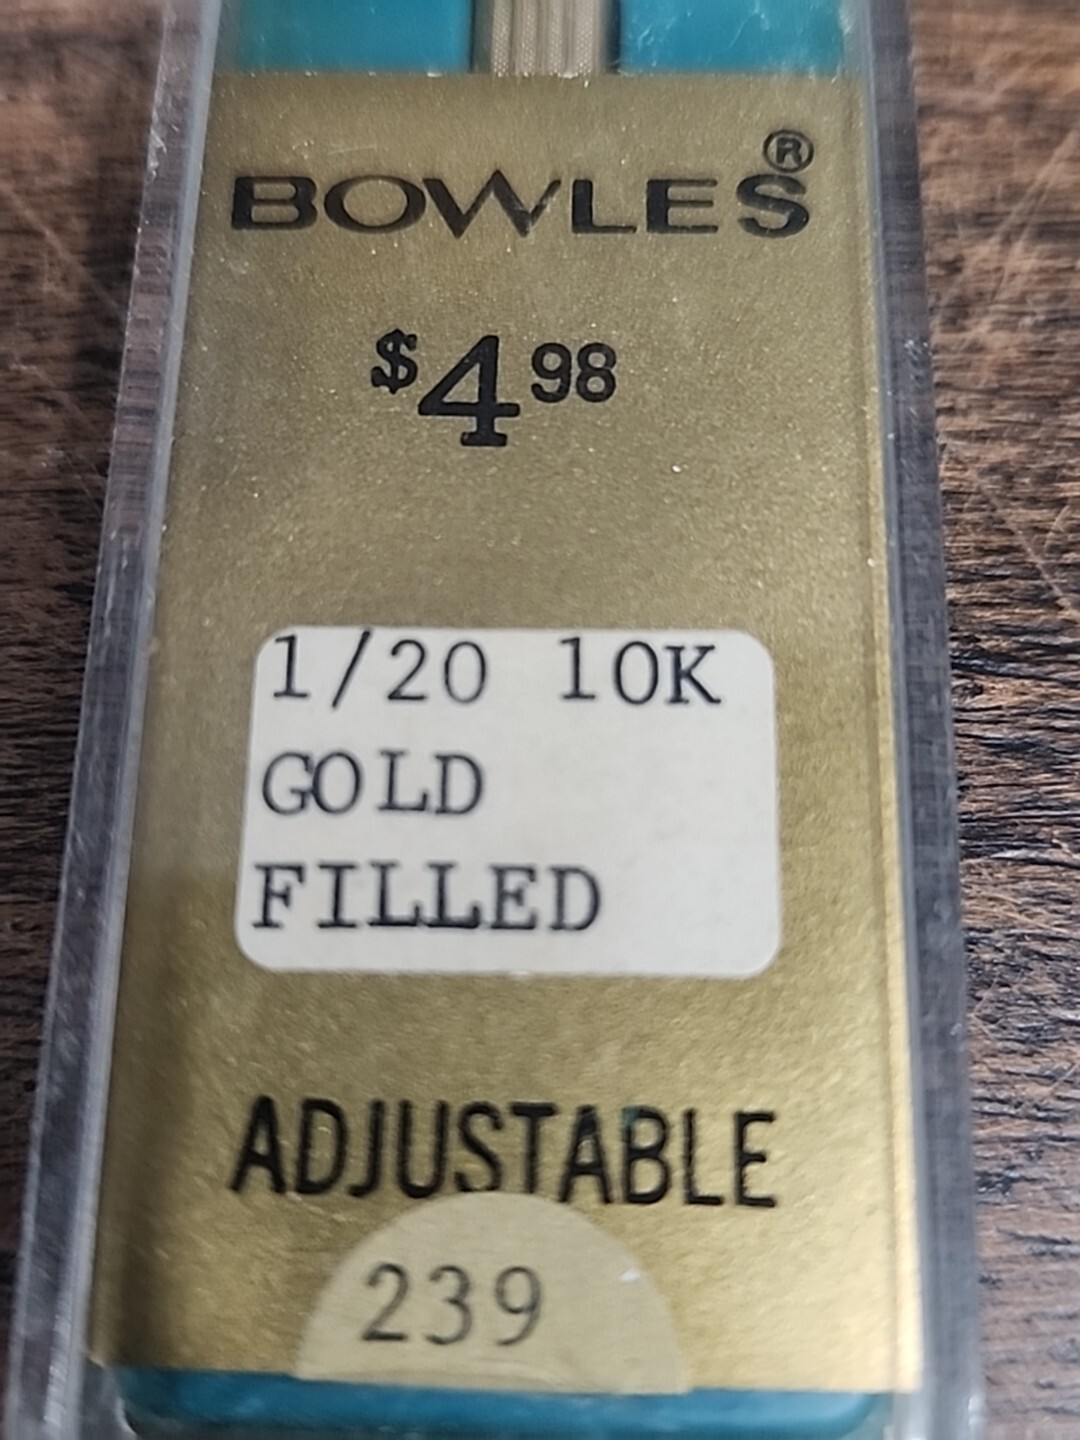 BOWLES®
$4 98
1/20 10K
GOLD
FILLED
ADJUSTABLE
239